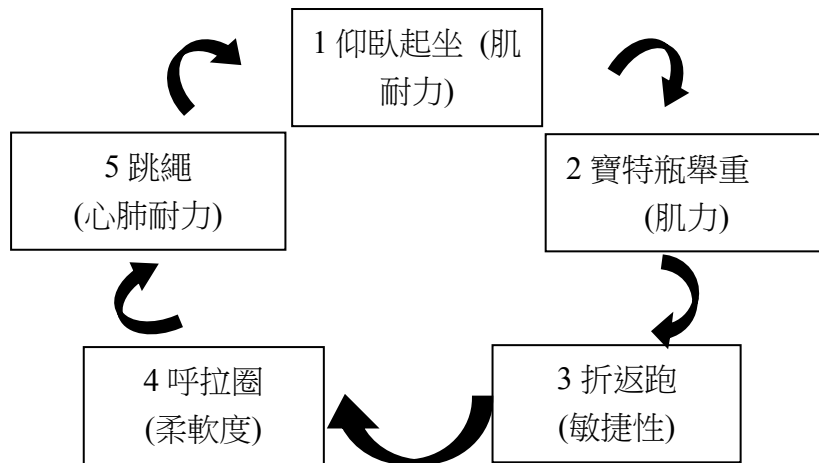 1 仰臥起坐 (肌
耐力)
2 寶特瓶舉重
(肌力)
3 折返跑
(敏捷性)
4 呼拉圈
(柔軟度)
5 跳繩
(心肺耐力)